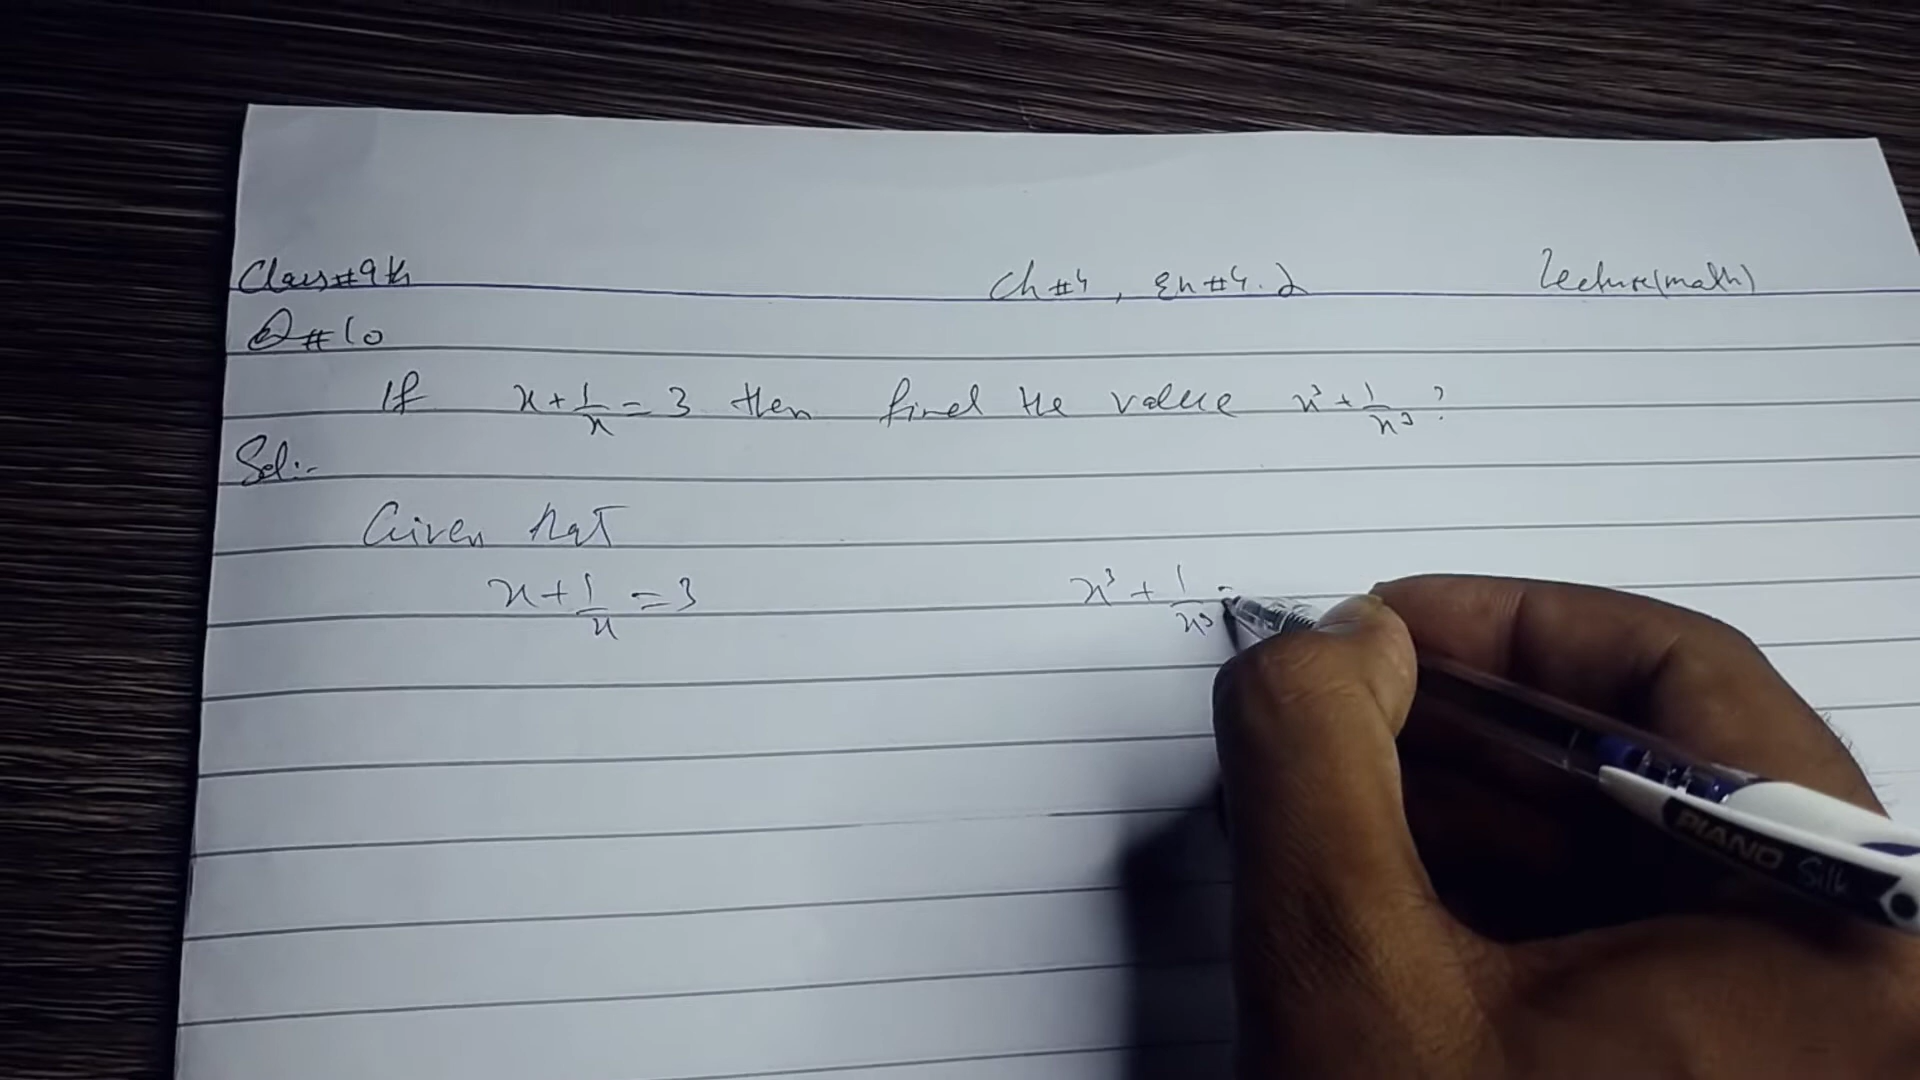 Class#9th Ch#4, Ex#4.2 Lecture(math)
Q#10
If x+1/x=3 then find the value x³+1/x³?
Sol:-
Given that
x+1/x=3 x³+1/x³=
PIANO Silk